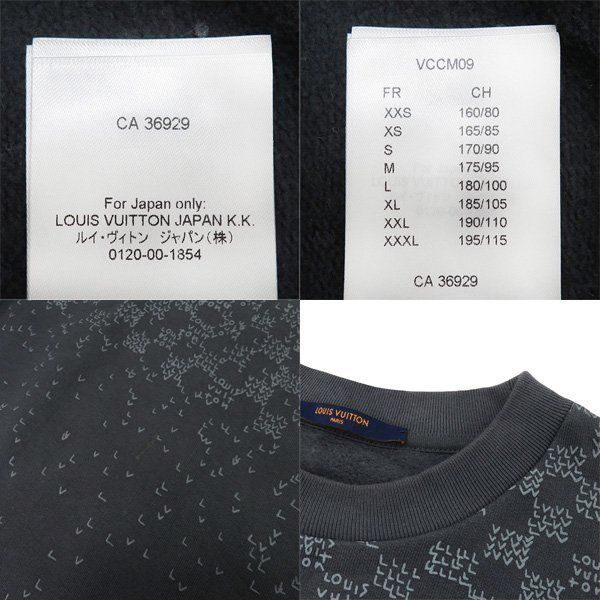 CA 36929
For Japan only:
LOUIS VUITTON JAPAN K.K.
ルイ・ヴィトン ジャパン(株)
0120-00-1854
VCCM09
FR CH
XXS 160/80
XS 165/85
S 170/90
M 175/95
L 180/100
XL 185/105
XXL 190/110
XXXL 195/115
CA 36929
LOUIS VUITTON
PARIS
LOUIS